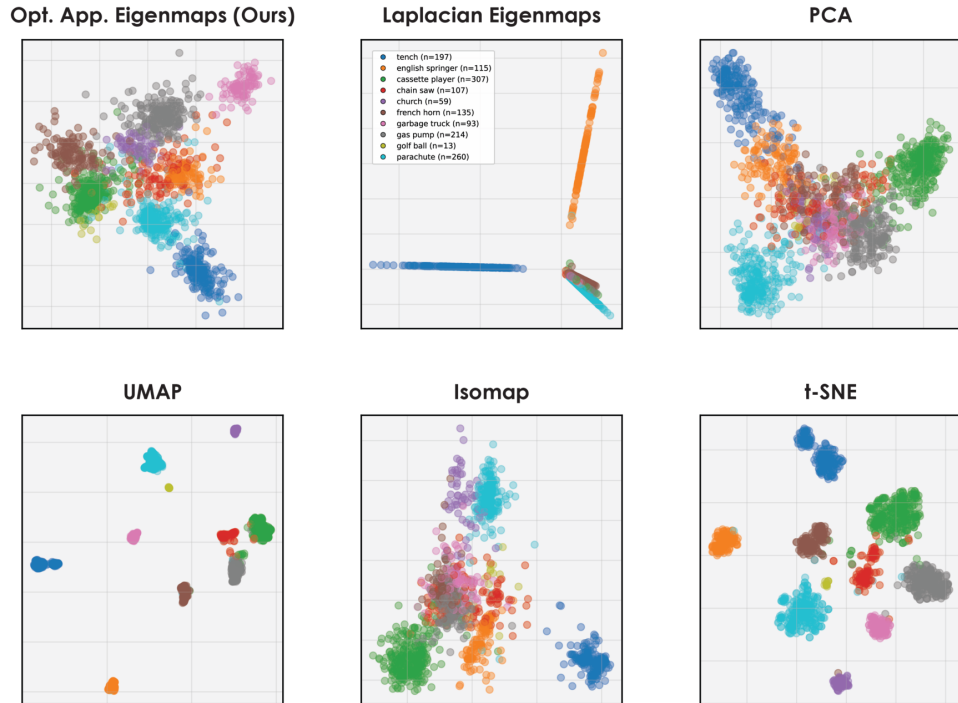 Opt. App. Eigenmaps (Ours)
Laplacian Eigenmaps
PCA
tench (n=197)
english springer (n=115)
cassette player (n=307)
chain saw (n=107)
church (n=59)
french horn (n=135)
garbage truck (n=93)
gas pump (n=214)
golf ball (n=13)
parachute (n=260)
UMAP
Isomap
t-SNE